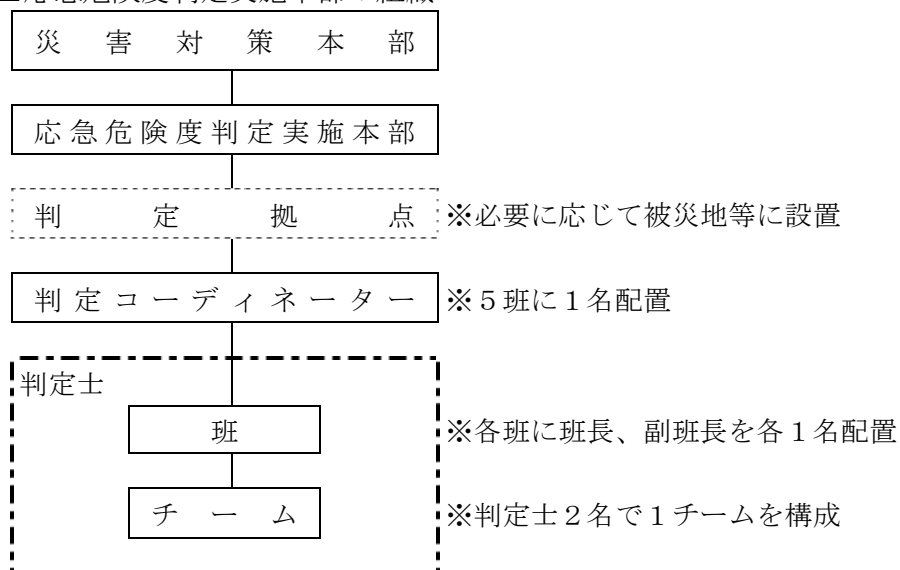 災害対策本部
応急危険度判定実施本部
判定拠点 ※必要に応じて被災地等に設置
判定コーディネーター ※５班に１名配置
判定士
班 ※各班に班長、副班長を各１名配置
チーム ※判定士２名で１チームを構成